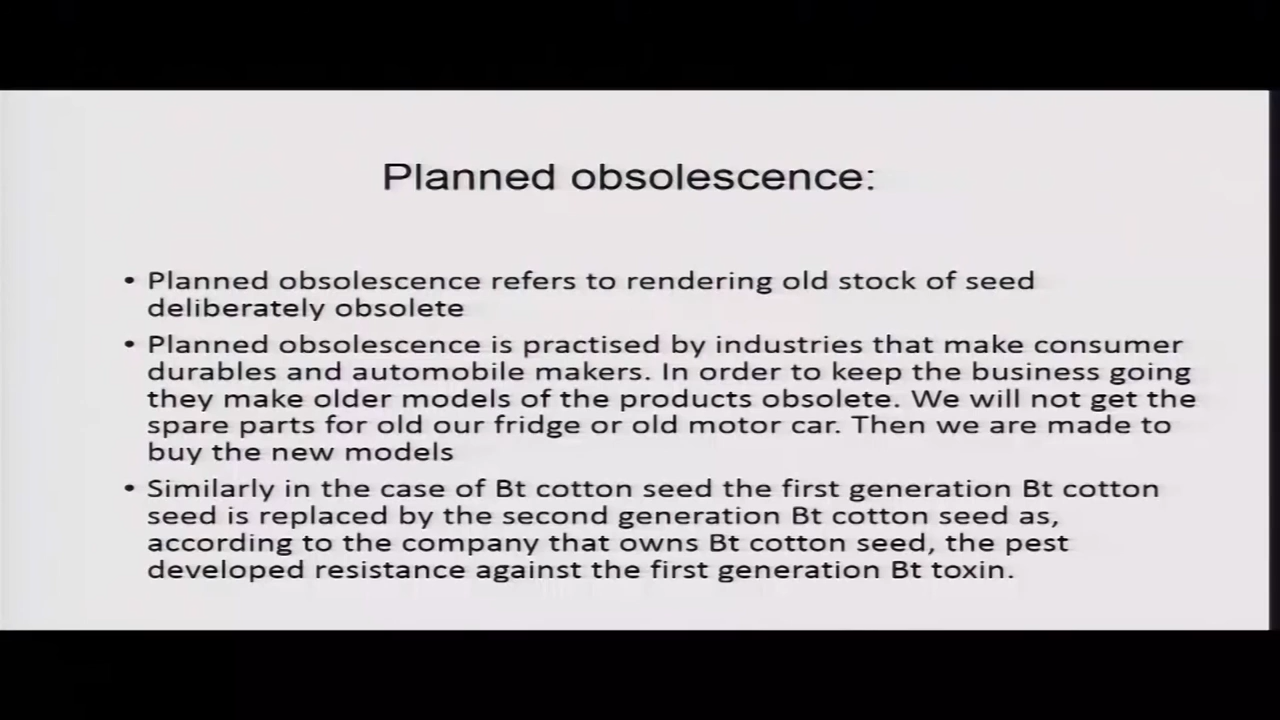 Planned obsolescence:
• Planned obsolescence refers to rendering old stock of seed
deliberately obsolete
• Planned obsolescence is practised by industries that make consumer
durables and automobile makers. In order to keep the business going
they make older models of the products obsolete. We will not get the
spare parts for old our fridge or old motor car. Then we are made to
buy the new models
• Similarly in the case of Bt cotton seed the first generation Bt cotton
seed is replaced by the second generation Bt cotton seed as,
according to the company that owns Bt cotton seed, the pest
developed resistance against the first generation Bt toxin.